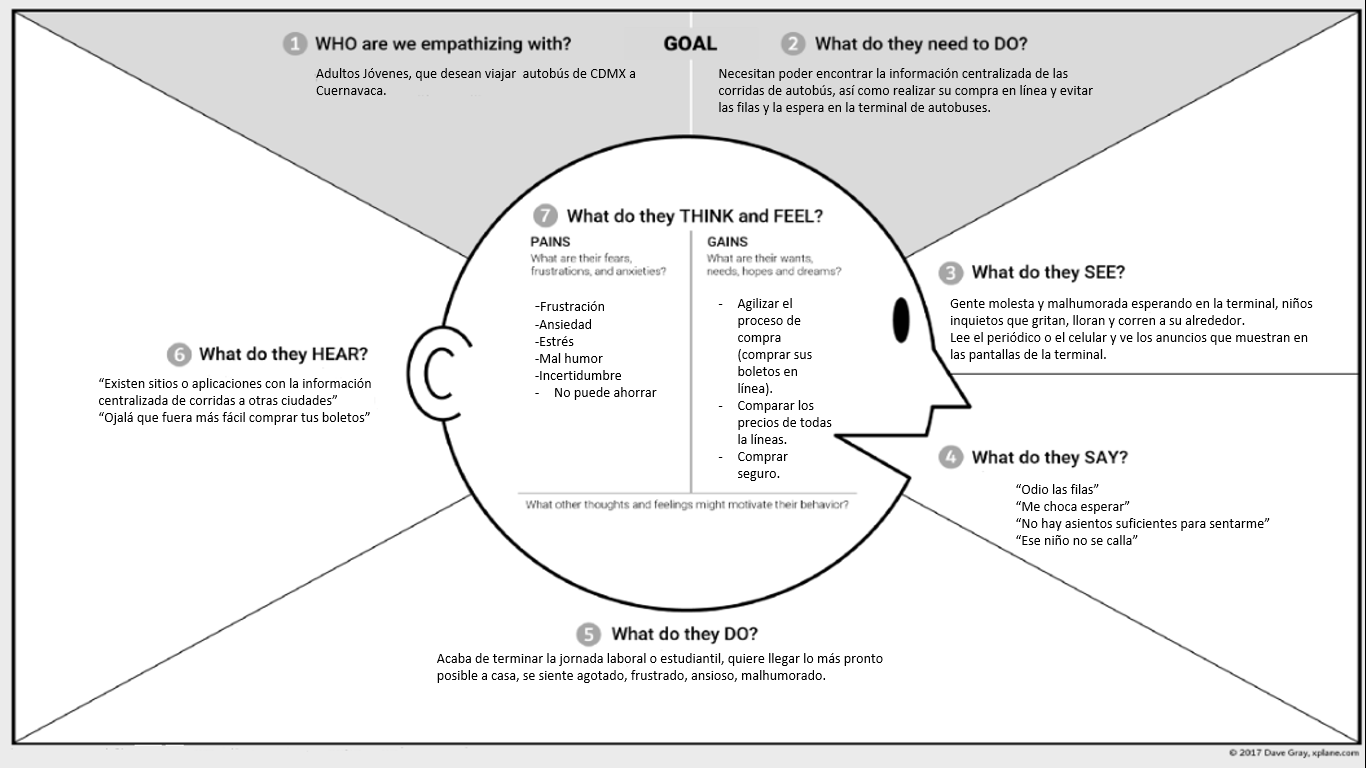 1 WHO are we empathizing with?
GOAL
2 What do they need to DO?
Adultos Jóvenes, que desean viajar autobús de CDMX a
Cuernavaca.
Necesitan poder encontrar la información centralizada de las
corridas de autobús, así como realizar su compra en línea y evitar
las filas y la espera en la terminal de autobuses.
7 What do they THINK and FEEL?
PAINS
What are their fears,
frustrations, and anxieties?
-Frustración
-Ansiedad
-Estrés
-Mal humor
-Incertidumbre
- No puede ahorrar
GAINS
What are their wants,
needs, hopes and dreams?
- Agilizar el
proceso de
compra
(comprar sus
boletos en
línea).
- Comparar los
precios de todas
la líneas.
- Comprar
seguro.
What other thoughts and feelings might motivate their behavior?
3 What do they SEE?
Gente molesta y malhumorada esperando en la terminal, niños
inquietos que gritan, lloran y corren a su alrededor.
Lee el periódico o el celular y ve los anuncios que muestran en
las pantallas de la terminal.
4 What do they SAY?
“Odio las filas”
“Me choca esperar”
“No hay asientos suficientes para sentarme”
“Ese niño no se calla”
5 What do they DO?
Acaba de terminar la jornada laboral o estudiantil, quiere llegar lo más pronto
posible a casa, se siente agotado, frustrado, ansioso, malhumorado.
6 What do they HEAR?
“Existen sitios o aplicaciones con la información
centralizada de corridas a otras ciudades”
“Ojalá que fuera más fácil comprar tus boletos”
© 2017 Dave Gray, xplane.com